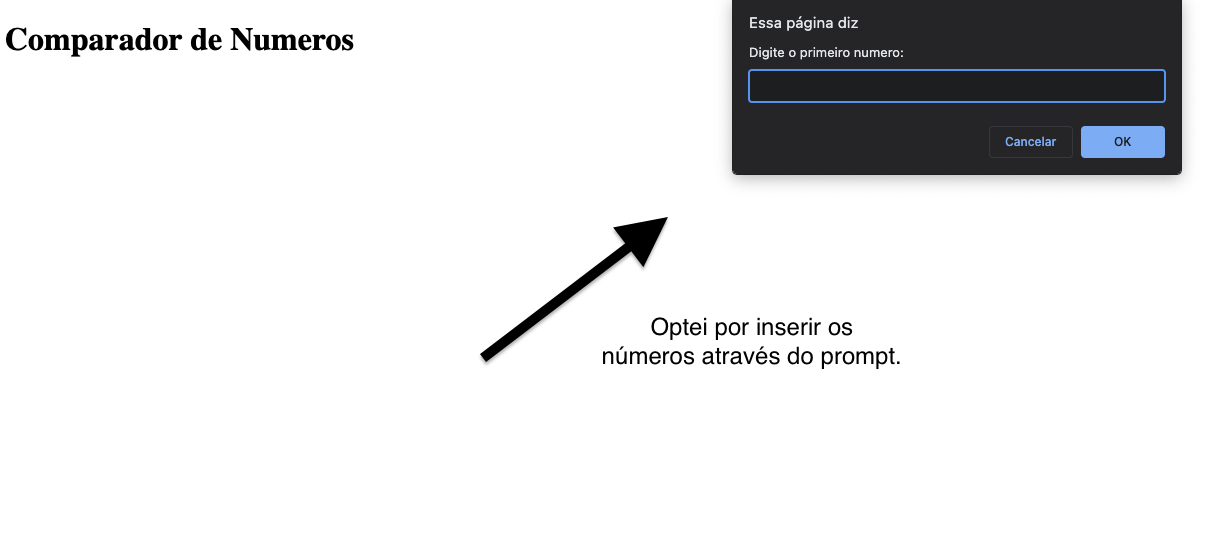 Comparador de Numeros
Essa página diz
Digite o primeiro numero:
Cancelar
OK
Optei por inserir os
números através do prompt.